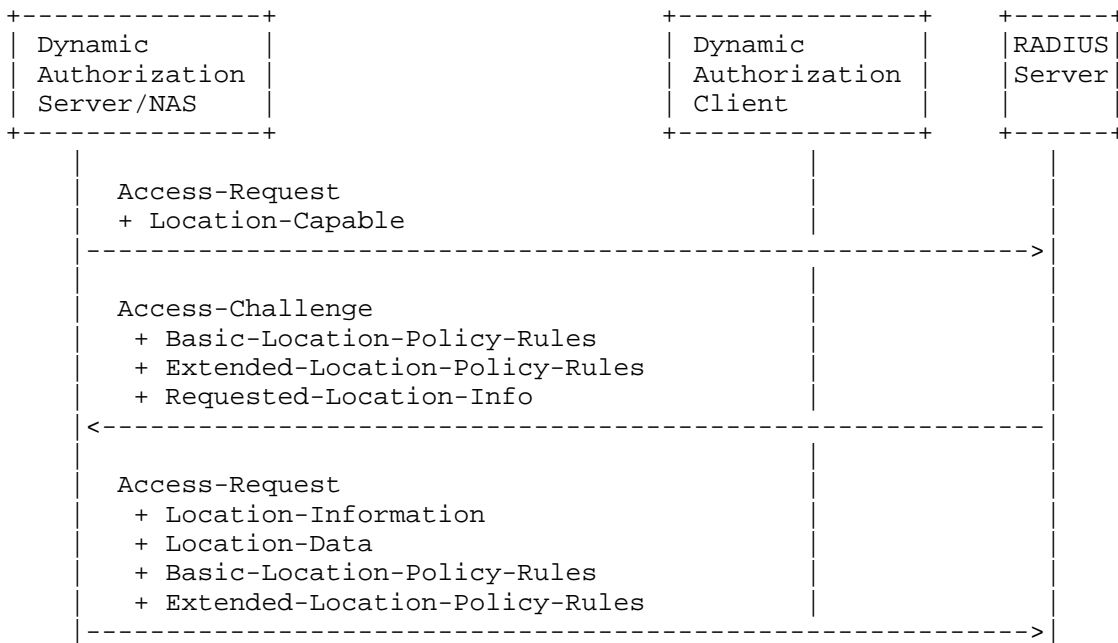 Dynamic Dynamic RADIUS
Authorization Authorization Server
Server/NAS Client
Access-Request
+ Location-Capable
Access-Challenge
+ Basic-Location-Policy-Rules
+ Extended-Location-Policy-Rules
+ Requested-Location-Info
Access-Request
+ Location-Information
+ Location-Data
+ Basic-Location-Policy-Rules
+ Extended-Location-Policy-Rules